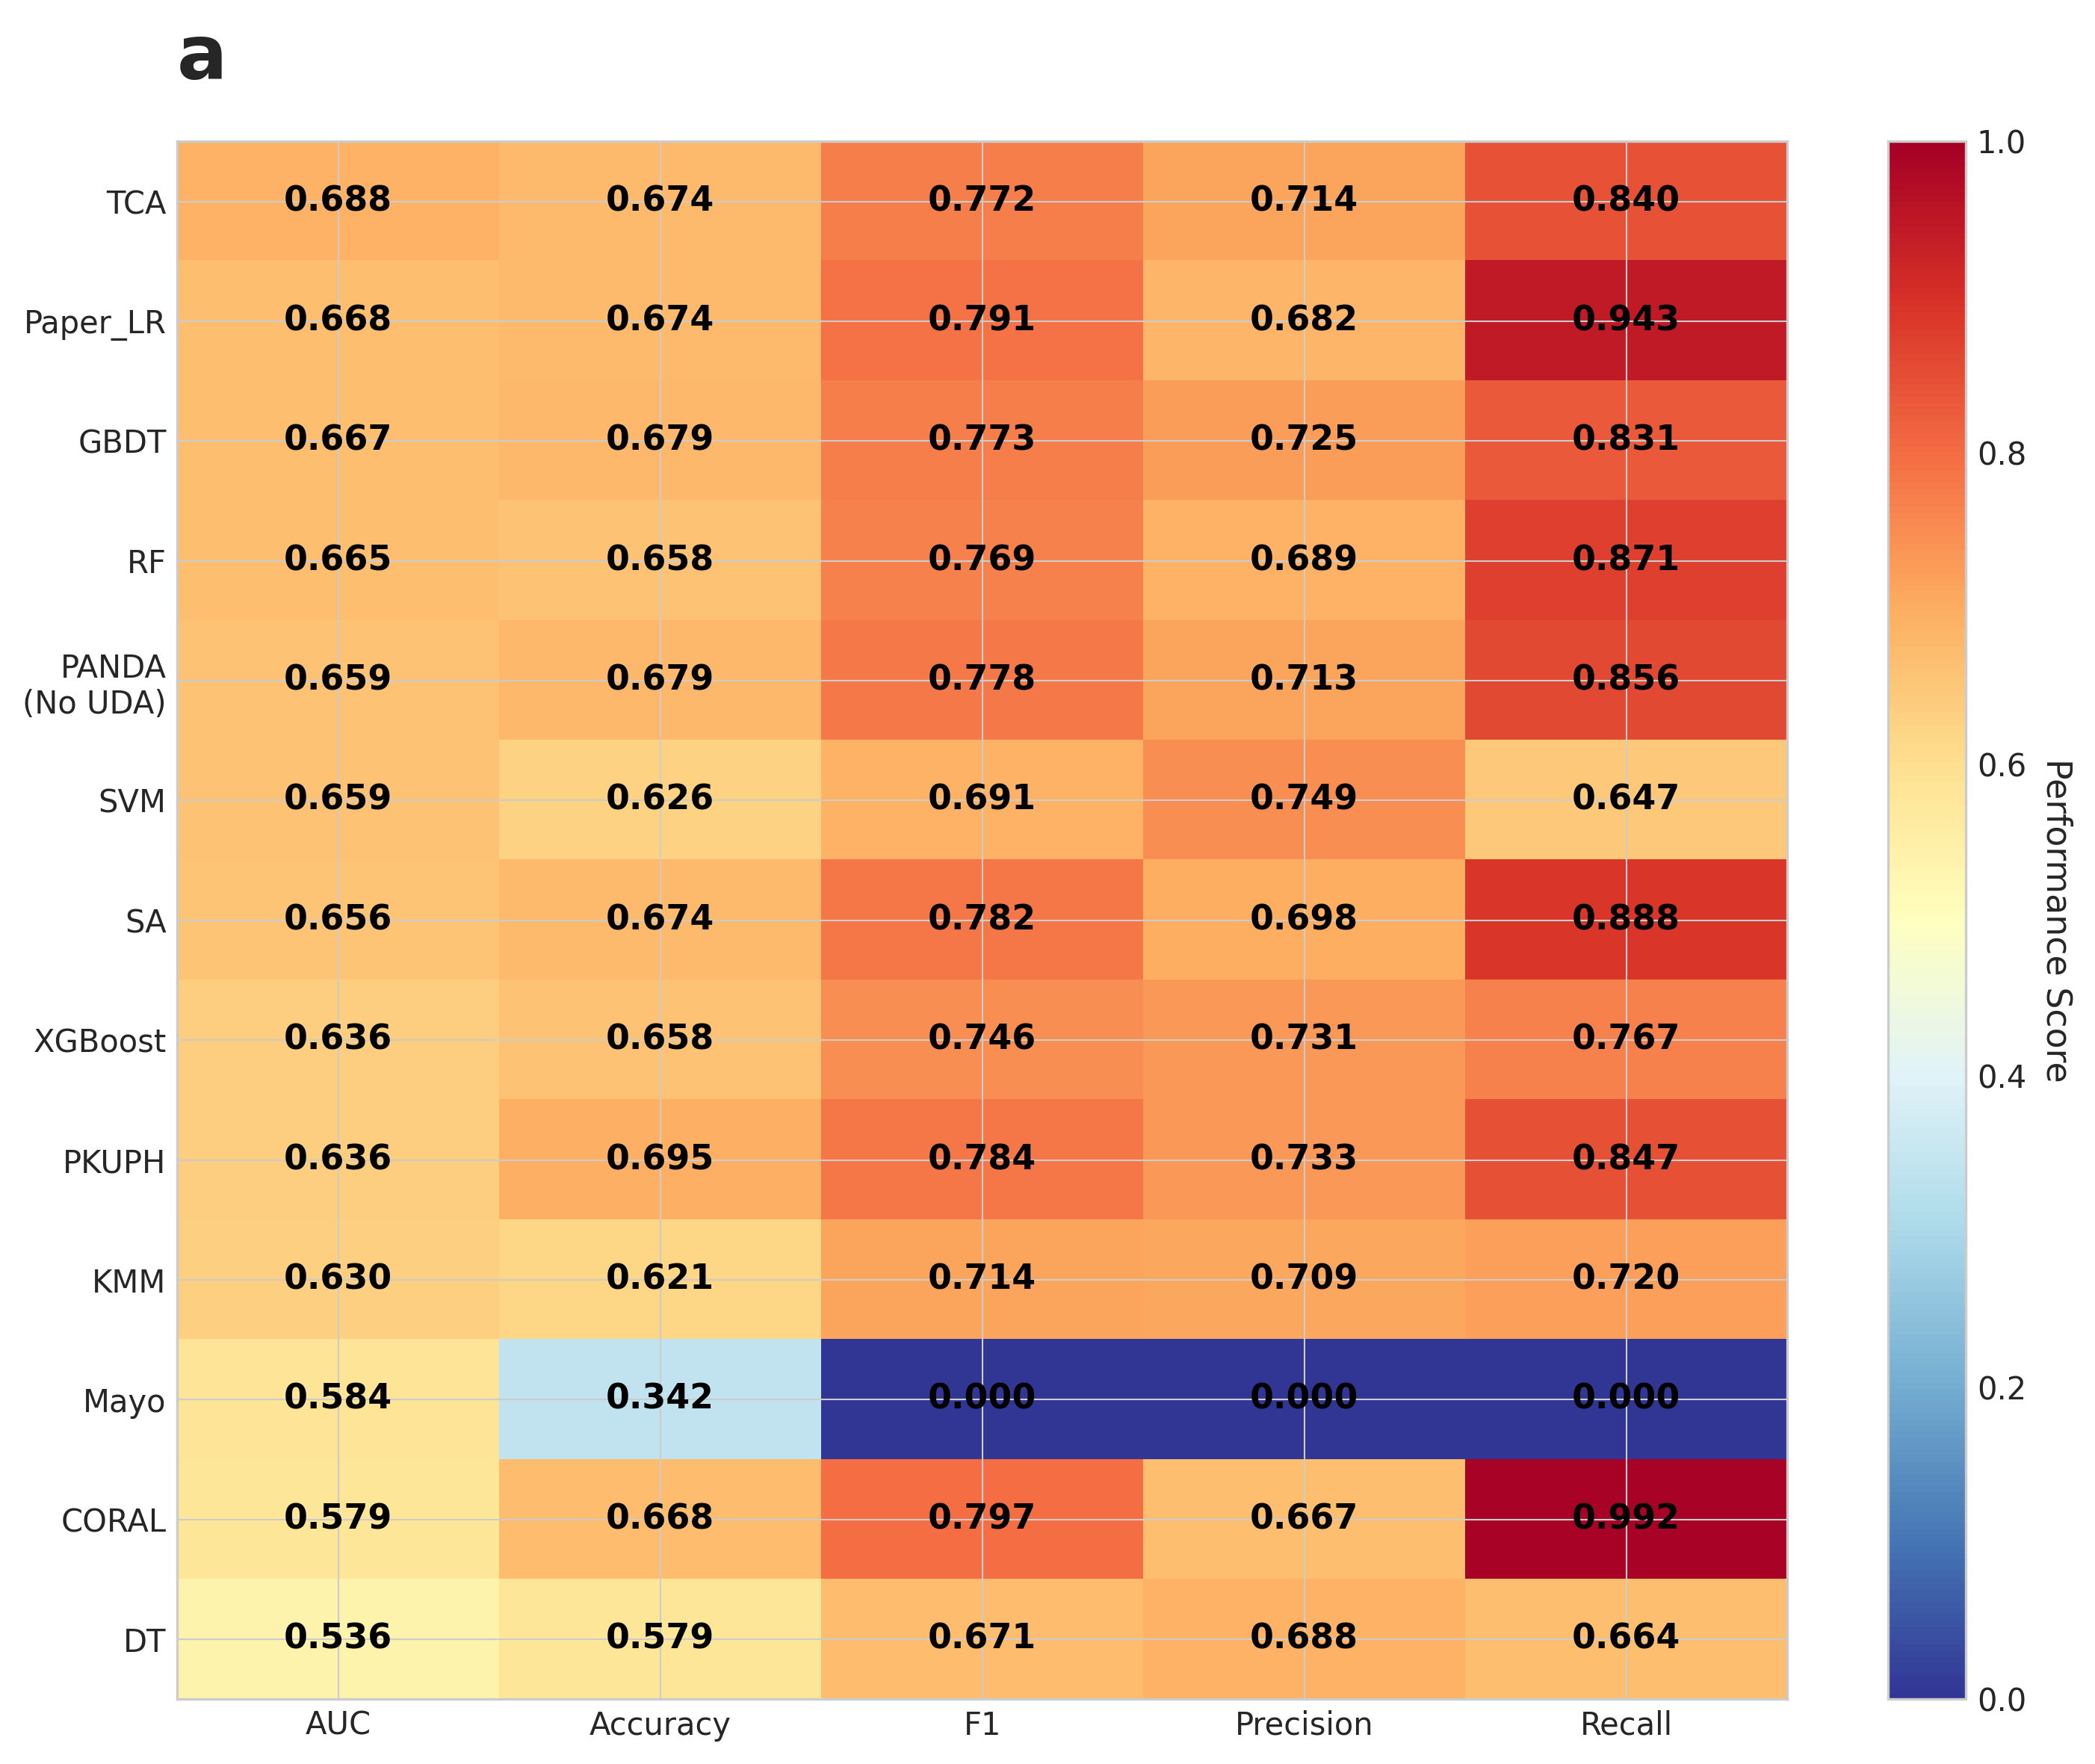 a
TCA 0.688 0.674 0.772 0.714 0.840
Paper_LR 0.668 0.674 0.791 0.682 0.943
GBDT 0.667 0.679 0.773 0.725 0.831
RF 0.665 0.658 0.769 0.689 0.871
PANDA
(No UDA) 0.659 0.679 0.778 0.713 0.856
SVM 0.659 0.626 0.691 0.749 0.647
SA 0.656 0.674 0.782 0.698 0.888
XGBoost 0.636 0.658 0.746 0.731 0.767
PKUPH 0.636 0.695 0.784 0.733 0.847
KMM 0.630 0.621 0.714 0.709 0.720
Mayo 0.584 0.342 0.000 0.000 0.000
CORAL 0.579 0.668 0.797 0.667 0.992
DT 0.536 0.579 0.671 0.688 0.664
AUC Accuracy F1 Precision Recall
1.0
0.8
0.6
0.4
0.2
0.0
Performance Score